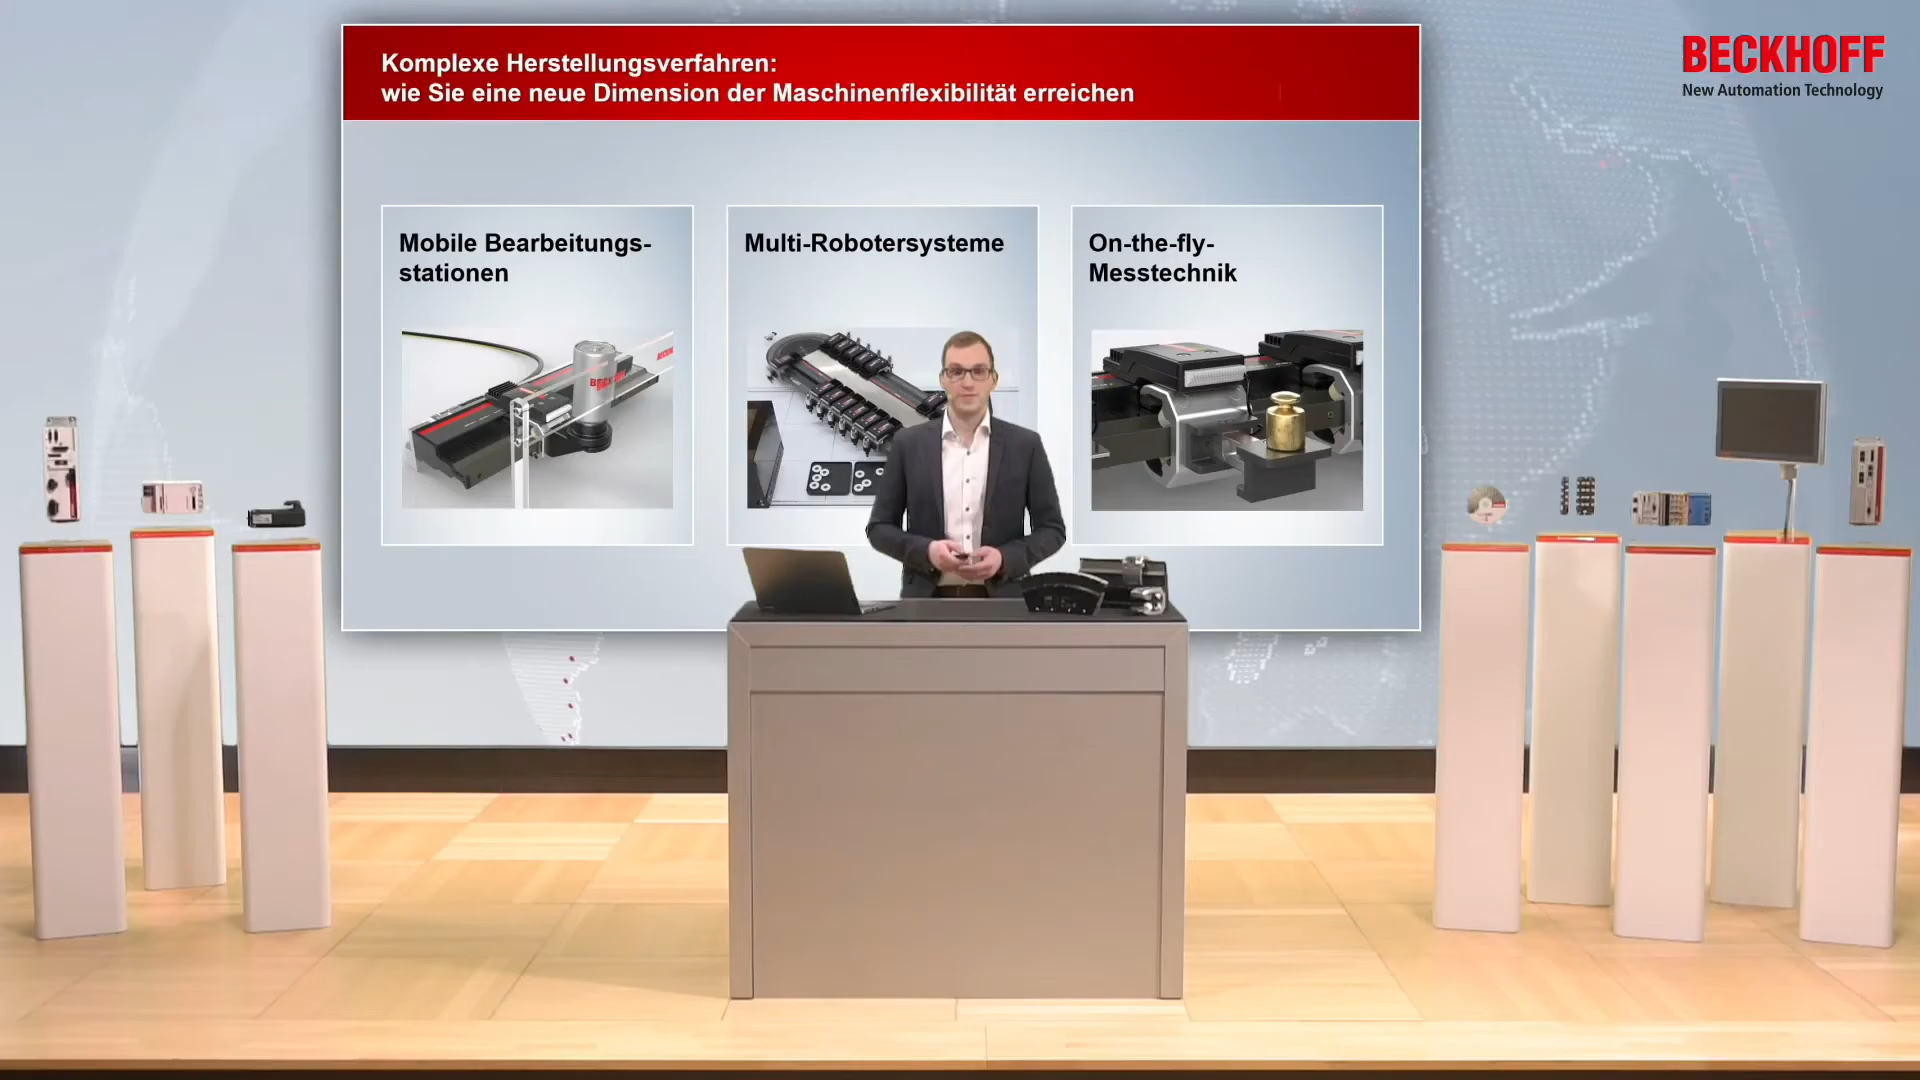 Komplexe Herstellungsverfahren:
wie Sie eine neue Dimension der Maschinenflexibilität erreichen
BECKHOFF
New Automation Technology
Mobile Bearbeitungs-
stationen
Multi-Robotersysteme
On-the-fly-
Messtechnik